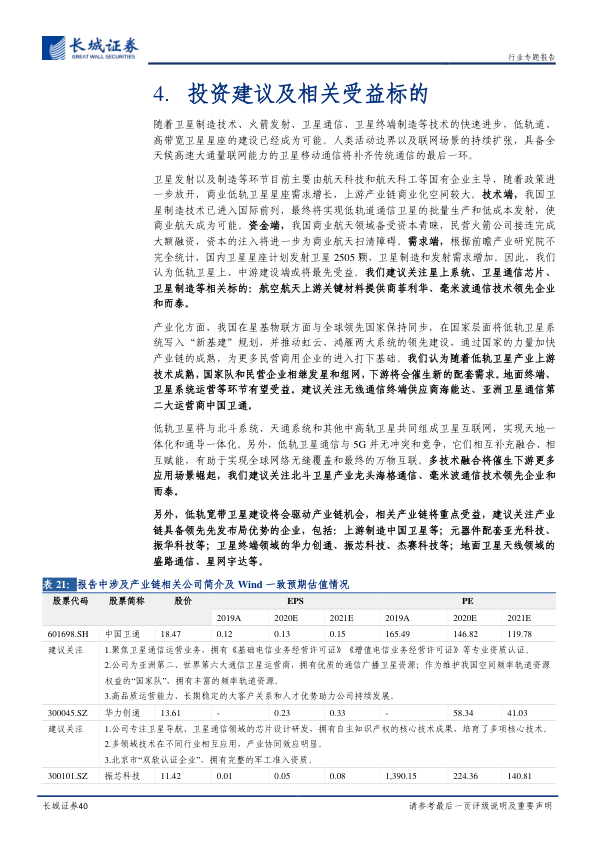 长城证券
GREAT WALL SECURITIES
行业专题报告
4. 投资建议及相关受益标的
随着卫星制造技术、火箭发射、卫星通信、卫星终端制造等技术的快速进步，低轨道、
高带宽卫星星座的建设已经成为可能。人类活动边界以及联网场景的持续扩张，具备全
天候高速大通量联网能力的卫星移动通信将补齐传统通信的最后一环。
卫星发射以及制造等环节目前主要由航天科技和航天科工等国有企业主导，随着政策进
一步放开，商业低轨卫星星座需求增长，上游产业链商业化空间较大。技术端，我国卫
星制造技术已进入国际前列，最终将实现低轨道通信卫星的批量生产和低成本发射，使
商业航天成为可能。资金端，我国商业航天领域备受资本青睐，民营火箭公司接连完成
大额融资，资本的注入将进一步为商业航天扫清障碍。需求端，根据前瞻产业研究院不
完全统计，国内卫星星座计划发射卫星 2505 颗，卫星制造和发射需求增加。因此，我们
认为低轨卫星上、中游建设端或将最先受益。我们建议关注星上系统、卫星通信芯片、
卫星制造等相关标的：航空航天上游关键材料提供商菲利华、毫米波通信技术领先企业
和而泰。
产业化方面，我国在星基物联方面与全球领先国家保持同步，在国家层面将低轨卫星系
统写入“新基建”规划，并推动虹云、鸿雁两大系统的领先建设，通过国家的力量加快
产业链的成熟，为更多民营商用企业的进入打下基础。我们认为随着低轨卫星产业上游
技术成熟，国家队和民营企业相继发星和组网，下游将会催生新的配套需求。地面终端、
卫星系统运营等环节有望受益。建议关注无线通信终端供应商海能达、亚洲卫星通信第
二大运营商中国卫通。
低轨卫星将与北斗系统、天通系统和其他中高轨卫星共同组成卫星互联网，实现天地一
体化和通导一体化。另外，低轨卫星通信与 5G 并无冲突和竞争，它们相互补充融合、相
互赋能，有助于实现全球网络无缝覆盖和最终的万物互联。多技术融合将催生下游更多
应用场景崛起，我们建议关注北斗卫星产业龙头海格通信、毫米波通信技术领先企业和
而泰。
另外，低轨宽带卫星建设将会驱动产业链机会，相关产业链将重点受益，建议关注产业
链具备领先先发布局优势的企业，包括：上游制造中国卫星等；元器件配套亚光科技、
振华科技等；卫星终端领域的华力创通、振芯科技、杰赛科技等；地面卫星天线领域的
盛路通信、星网宇达等。
表 21：报告中涉及产业链相关公司简介及 Wind 一致预期估值情况
股票代码 股票简称 股价 EPS PE
2019A 2020E 2021E 2019A 2020E 2021E
601698.SH 中国卫通 18.47 0.12 0.13 0.15 165.49 146.82 119.78
建议关注 1.聚焦卫星通信运营业务，拥有《基础电信业务经营许可证》《增值电信业务经营许可证》等专业资质认证。
2.公司为亚洲第二、世界第六大通信卫星运营商，拥有优质的通信广播卫星资源；作为维护我国空间频率轨道资源
权益的“国家队”，拥有丰富的频率轨道资源。
3.高品质运营能力，长期稳定的大客户关系和人才优势助力公司持续发展。
300045.SZ 华力创通 13.61 - 0.23 0.33 - 58.34 41.03
建议关注 1.公司专注卫星导航，卫星通信领域的芯片设计研发，拥有自主知识产权的核心技术成果，培育了多项核心技术。
2.多领域技术在不同行业相互应用，产业协同效应明显。
3.北京市“双软认证企业”，拥有完整的军工准入资质。
300101.SZ 振芯科技 11.42 0.01 0.05 0.08 1,390.15 224.36 140.81
长城证券40
请参考最后一页评级说明及重要声明